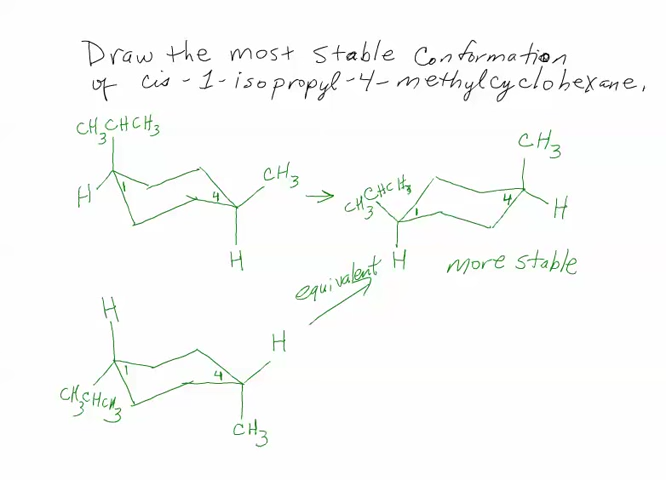 Draw the most stable Conformation
of cis-1-isopropyl-4-methylcyclohexane.
CH3CHCH3
H
1
4
CH3
H
CH3
CH3CHCH3
1
4
H
H
more stable
equivalent
H
1
4
H
CH3CHCH3
CH3